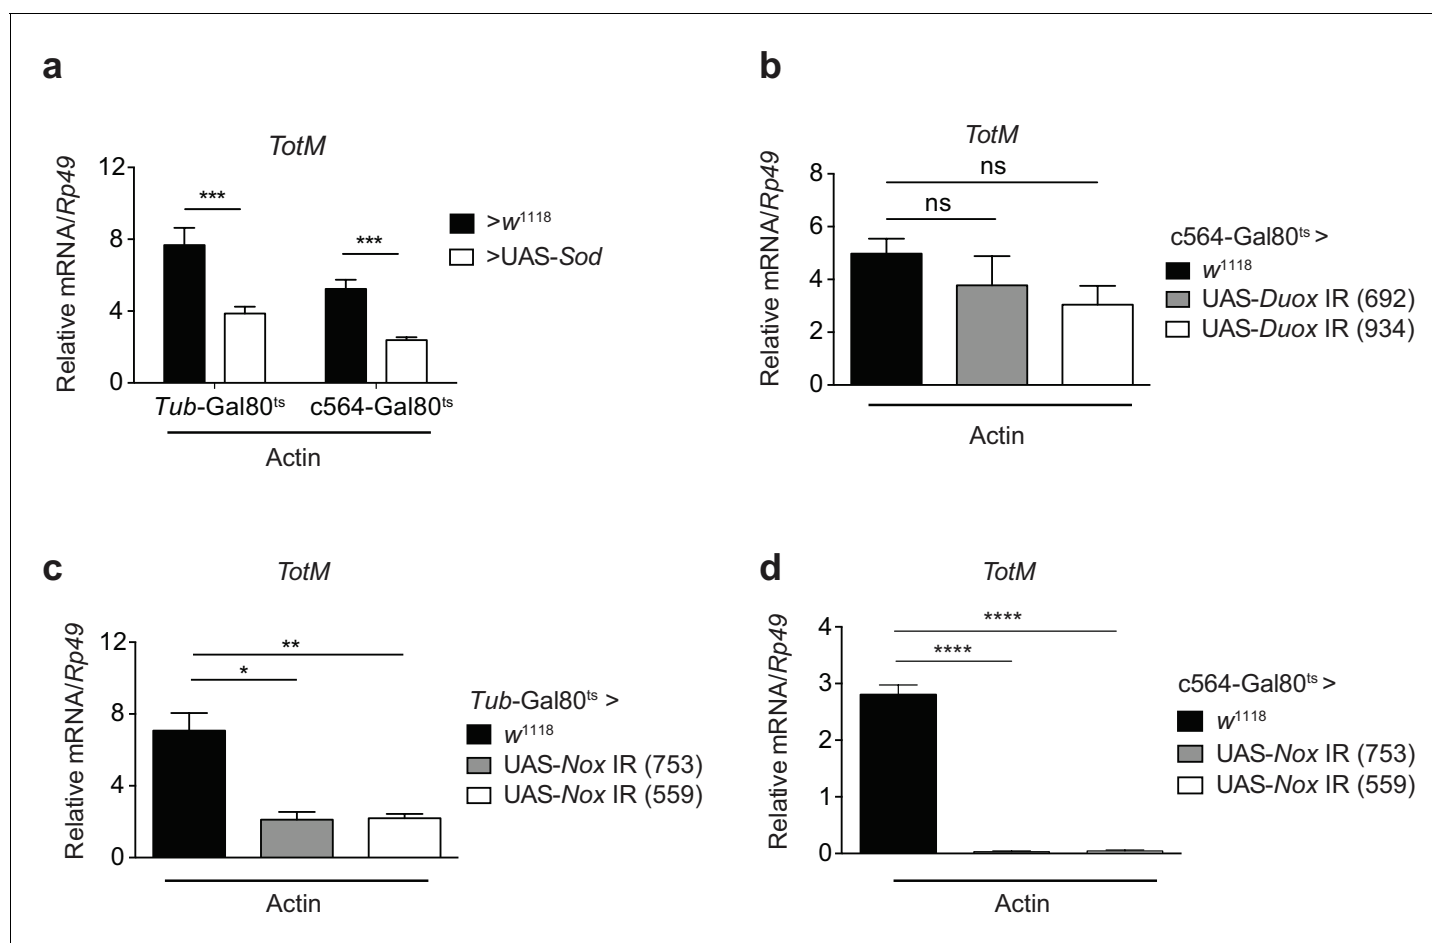 a
TotM
Relative mRNA/Rp49
12
8
4
0
***
***
>w1118
>UAS-Sod
Tub-Gal80ts c564-Gal80ts
Actin
b
TotM
Relative mRNA/Rp49
8
6
4
2
0
ns
ns
c564-Gal80ts >
w1118
UAS-Duox IR (692)
UAS-Duox IR (934)
Actin
c
TotM
Relative mRNA/Rp49
12
8
4
0
**
*
Tub-Gal80ts >
w1118
UAS-Nox IR (753)
UAS-Nox IR (559)
Actin
d
TotM
Relative mRNA/Rp49
4
3
2
1
0
****
****
c564-Gal80ts >
w1118
UAS-Nox IR (753)
UAS-Nox IR (559)
Actin